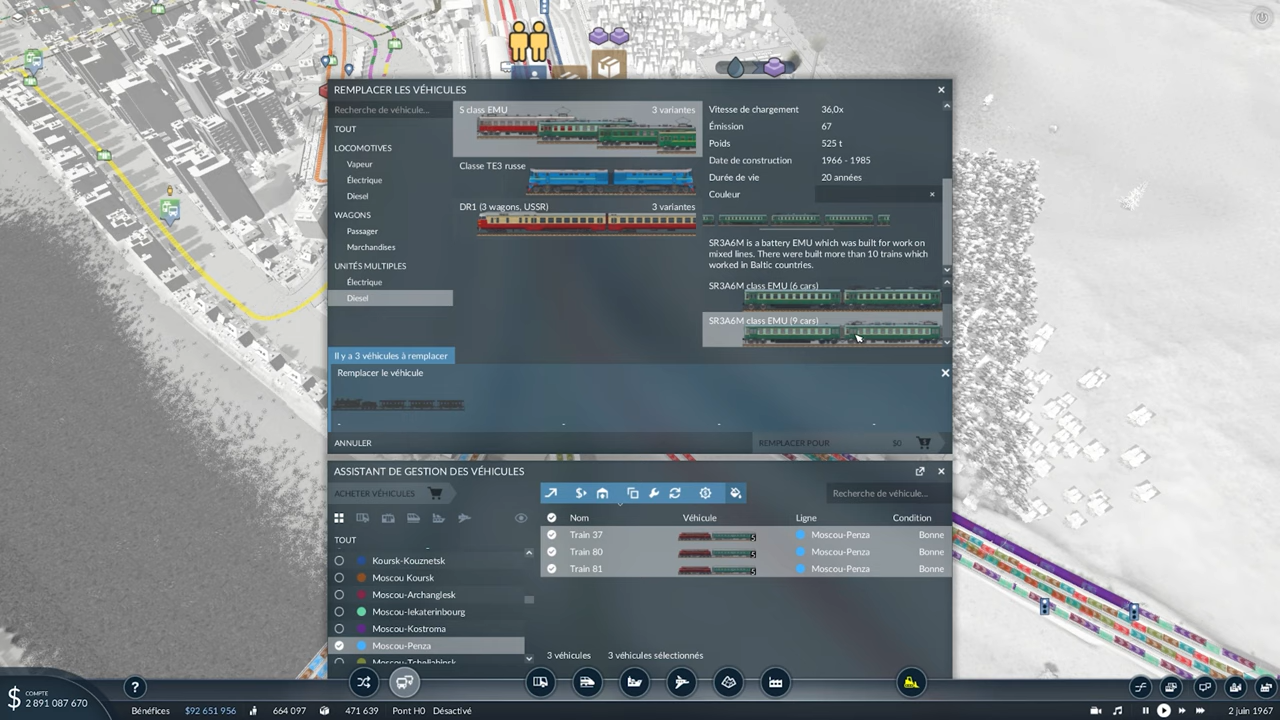 REMPLACER LES VÉHICULES
Recherche de véhicule...
TOUT
LOCOMOTIVES
Vapeur
Électrique
Diesel
WAGONS
Passager
Marchandises
UNITÉS MULTIPLES
Électrique
Diesel
S class EMU 3 variantes
Classe TE3 russe
DR1 (3 wagons, USSR) 3 variantes
Vitesse de chargement 36,0x
Émission 67
Poids 525 t
Date de construction 1966 - 1985
Durée de vie 20 années
Couleur
SR3A6M is a battery EMU which was built for work on
mixed lines. There were built more than 10 trains which
worked in Baltic countries.
SR3A6M class EMU (6 cars)
SR3A6M class EMU (9 cars)
Il y a 3 véhicules à remplacer
Remplacer le véhicule
- - - -
ANNULER REMPLACER POUR $0
ASSISTANT DE GESTION DES VÉHICULES
ACHETER VÉHICULES
Recherche de véhicule...
TOUT
Koursk-Kouznetsk
Moscou Koursk
Moscou-Archanglesk
Moscou-Iekaterinbourg
Moscou-Kostroma
Moscou-Penza
Moscou-Tcheliabinsk
Nom Véhicule Ligne Condition
Train 37 5 Moscou-Penza Bonne
Train 80 5 Moscou-Penza Bonne
Train 81 5 Moscou-Penza Bonne
3 véhicules 3 véhicules sélectionnés
$ COMPTE
2 891 087 670
?
Bénéfices $92 651 956 664 097 471 639 Pont H0 Désactivé
2 juin 1967